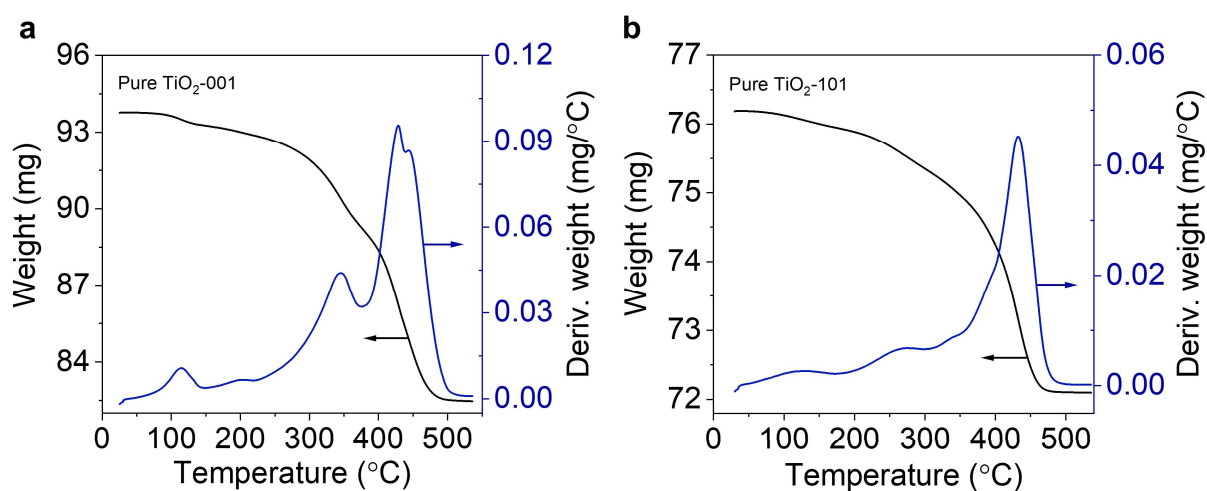 a
96
93
90
87
84
Weight (mg)
Pure TiO₂-001
0.12
0.09
0.06
0.03
0.00
Deriv. weight (mg/°C)
0 100 200 300 400 500
Temperature (°C)
b
77
76
75
74
73
72
Weight (mg)
Pure TiO₂-101
0.06
0.04
0.02
0.00
Deriv. weight (mg/°C)
0 100 200 300 400 500
Temperature (°C)